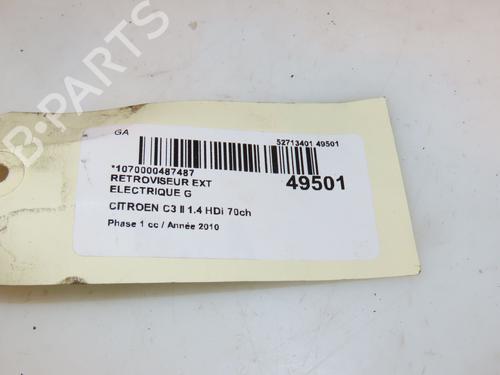 B-PARTS
GA
52713401 49501
*1070000487487
RETROVISEUR EXT
ELECTRIQUE G
49501
CITROEN C3 II 1.4 HDi 70ch
Phase 1 cc / Année 2010